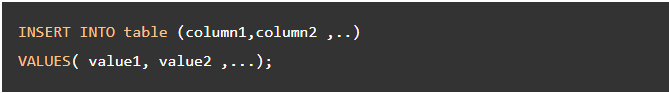 INSERT INTO table (column1,column2 ,..)
VALUES( value1, value2 ,...);